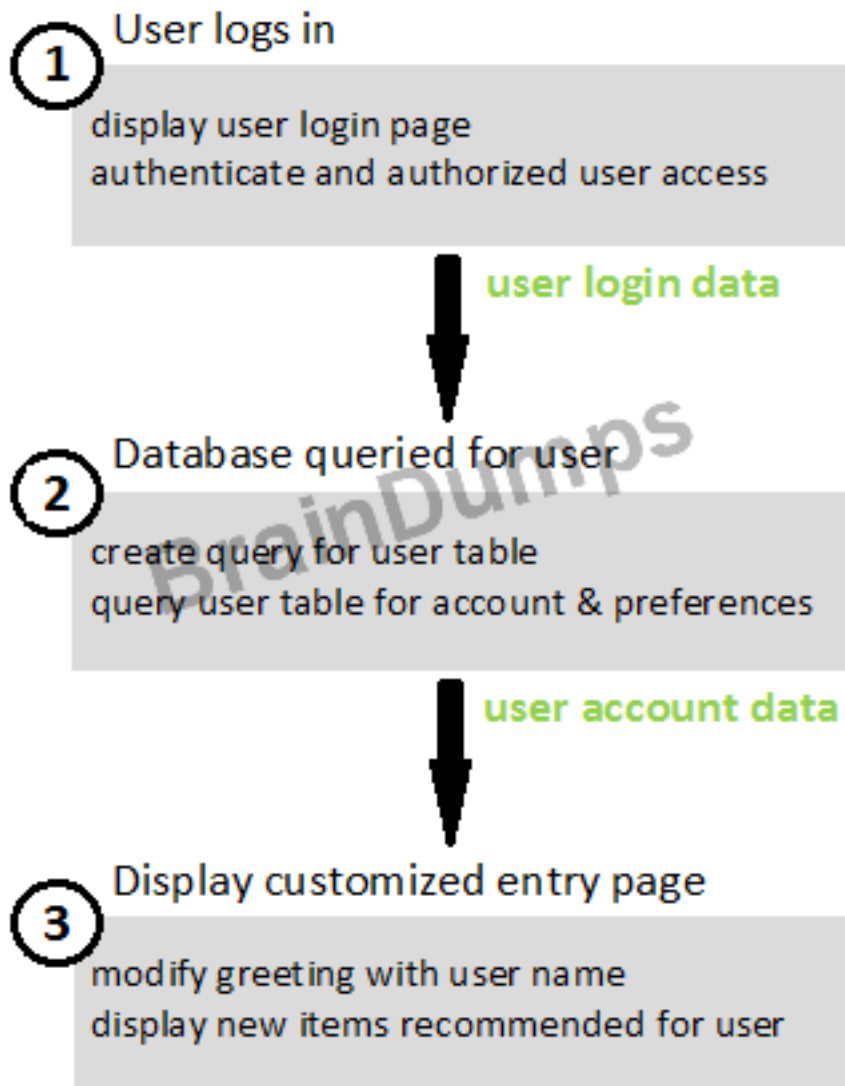 User logs in
1
display user login page
authenticate and authorized user access
user login data
Database queried for user
2
create query for user table
query user table for account & preferences
BrainDumps
user account data
Display customized entry page
3
modify greeting with user name
display new items recommended for user